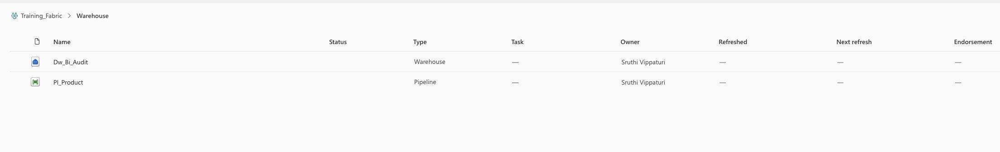 Training_Fabric > Warehouse
Name Status Type Task Owner Refreshed Next refresh Endorsement
Dw_Bi_Audit Warehouse — Sruthi Vippaturi — — —
Pl_Product Pipeline — Sruthi Vippaturi — — —